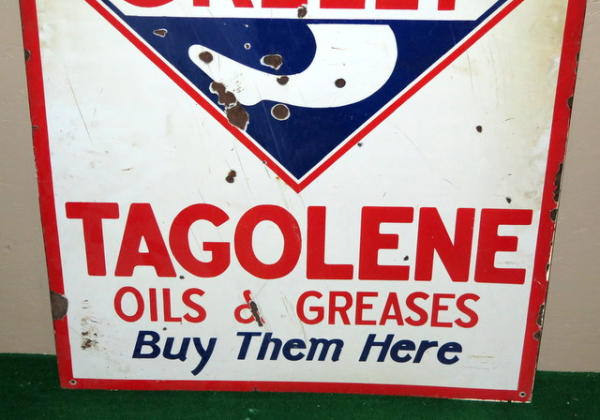 TAGOLENE
OILS & GREASES
Buy Them Here